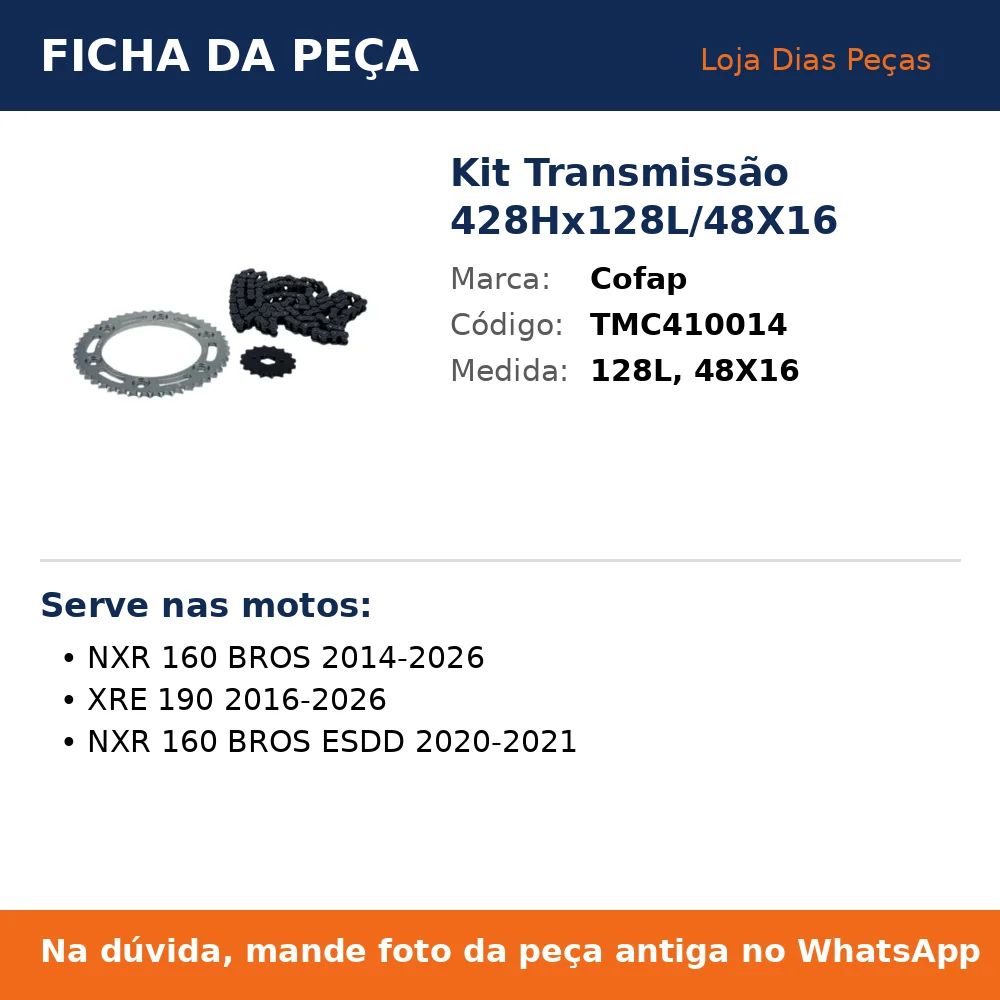 FICHA DA PEÇA
Loja Dias Peças
Kit Transmissão
428Hx128L/48X16
Marca: Cofap
Código: TMC410014
Medida: 128L, 48X16
Serve nas motos:
• NXR 160 BROS 2014-2026
• XRE 190 2016-2026
• NXR 160 BROS ESDD 2020-2021
Na dúvida, mande foto da peça antiga no WhatsApp